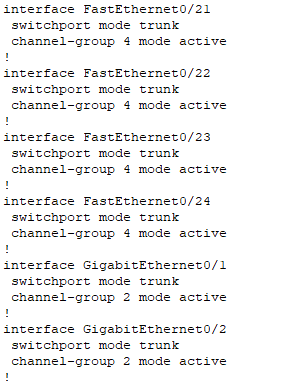 interface FastEthernet0/21
 switchport mode trunk
 channel-group 4 mode active
!
interface FastEthernet0/22
 switchport mode trunk
 channel-group 4 mode active
!
interface FastEthernet0/23
 switchport mode trunk
 channel-group 4 mode active
!
interface FastEthernet0/24
 switchport mode trunk
 channel-group 4 mode active
!
interface GigabitEthernet0/1
 switchport mode trunk
 channel-group 2 mode active
!
interface GigabitEthernet0/2
 switchport mode trunk
 channel-group 2 mode active
!